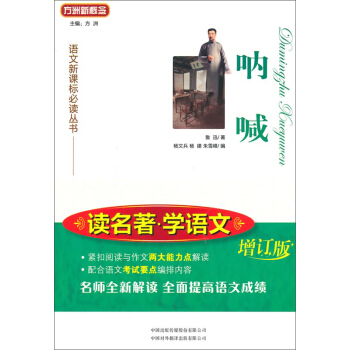 方洲新概念
主编：方 洲
语文新课标必读丛书
Dumingzhu Xueyuwen
呐喊
鲁 迅/著
杨文兵 杨 建 朱雪峰/编
读名著·学语文
增订版
• 紧扣阅读与作文两大能力点解读
• 配合语文考试要点编排内容
名师全新解读 全面提高语文成绩
中国出版传媒股份有限公司
中国对外翻译出版有限公司